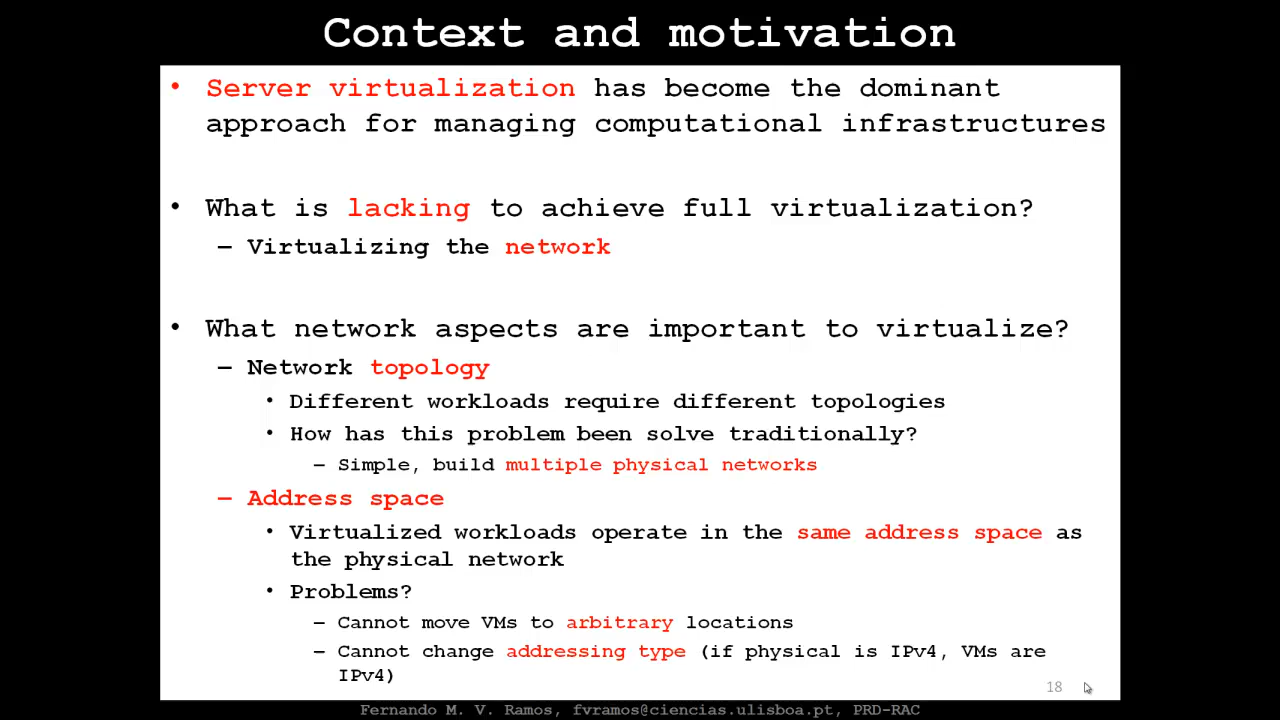 Context and motivation
• Server virtualization has become the dominant
approach for managing computational infrastructures
• What is lacking to achieve full virtualization?
– Virtualizing the network
• What network aspects are important to virtualize?
– Network topology
• Different workloads require different topologies
• How has this problem been solve traditionally?
– Simple, build multiple physical networks
– Address space
• Virtualized workloads operate in the same address space as
the physical network
• Problems?
– Cannot move VMs to arbitrary locations
– Cannot change addressing type (if physical is IPv4, VMs are
IPv4)
18
Fernando M. V. Ramos, fvramos@ciencias.ulisboa.pt, PRD-RAC